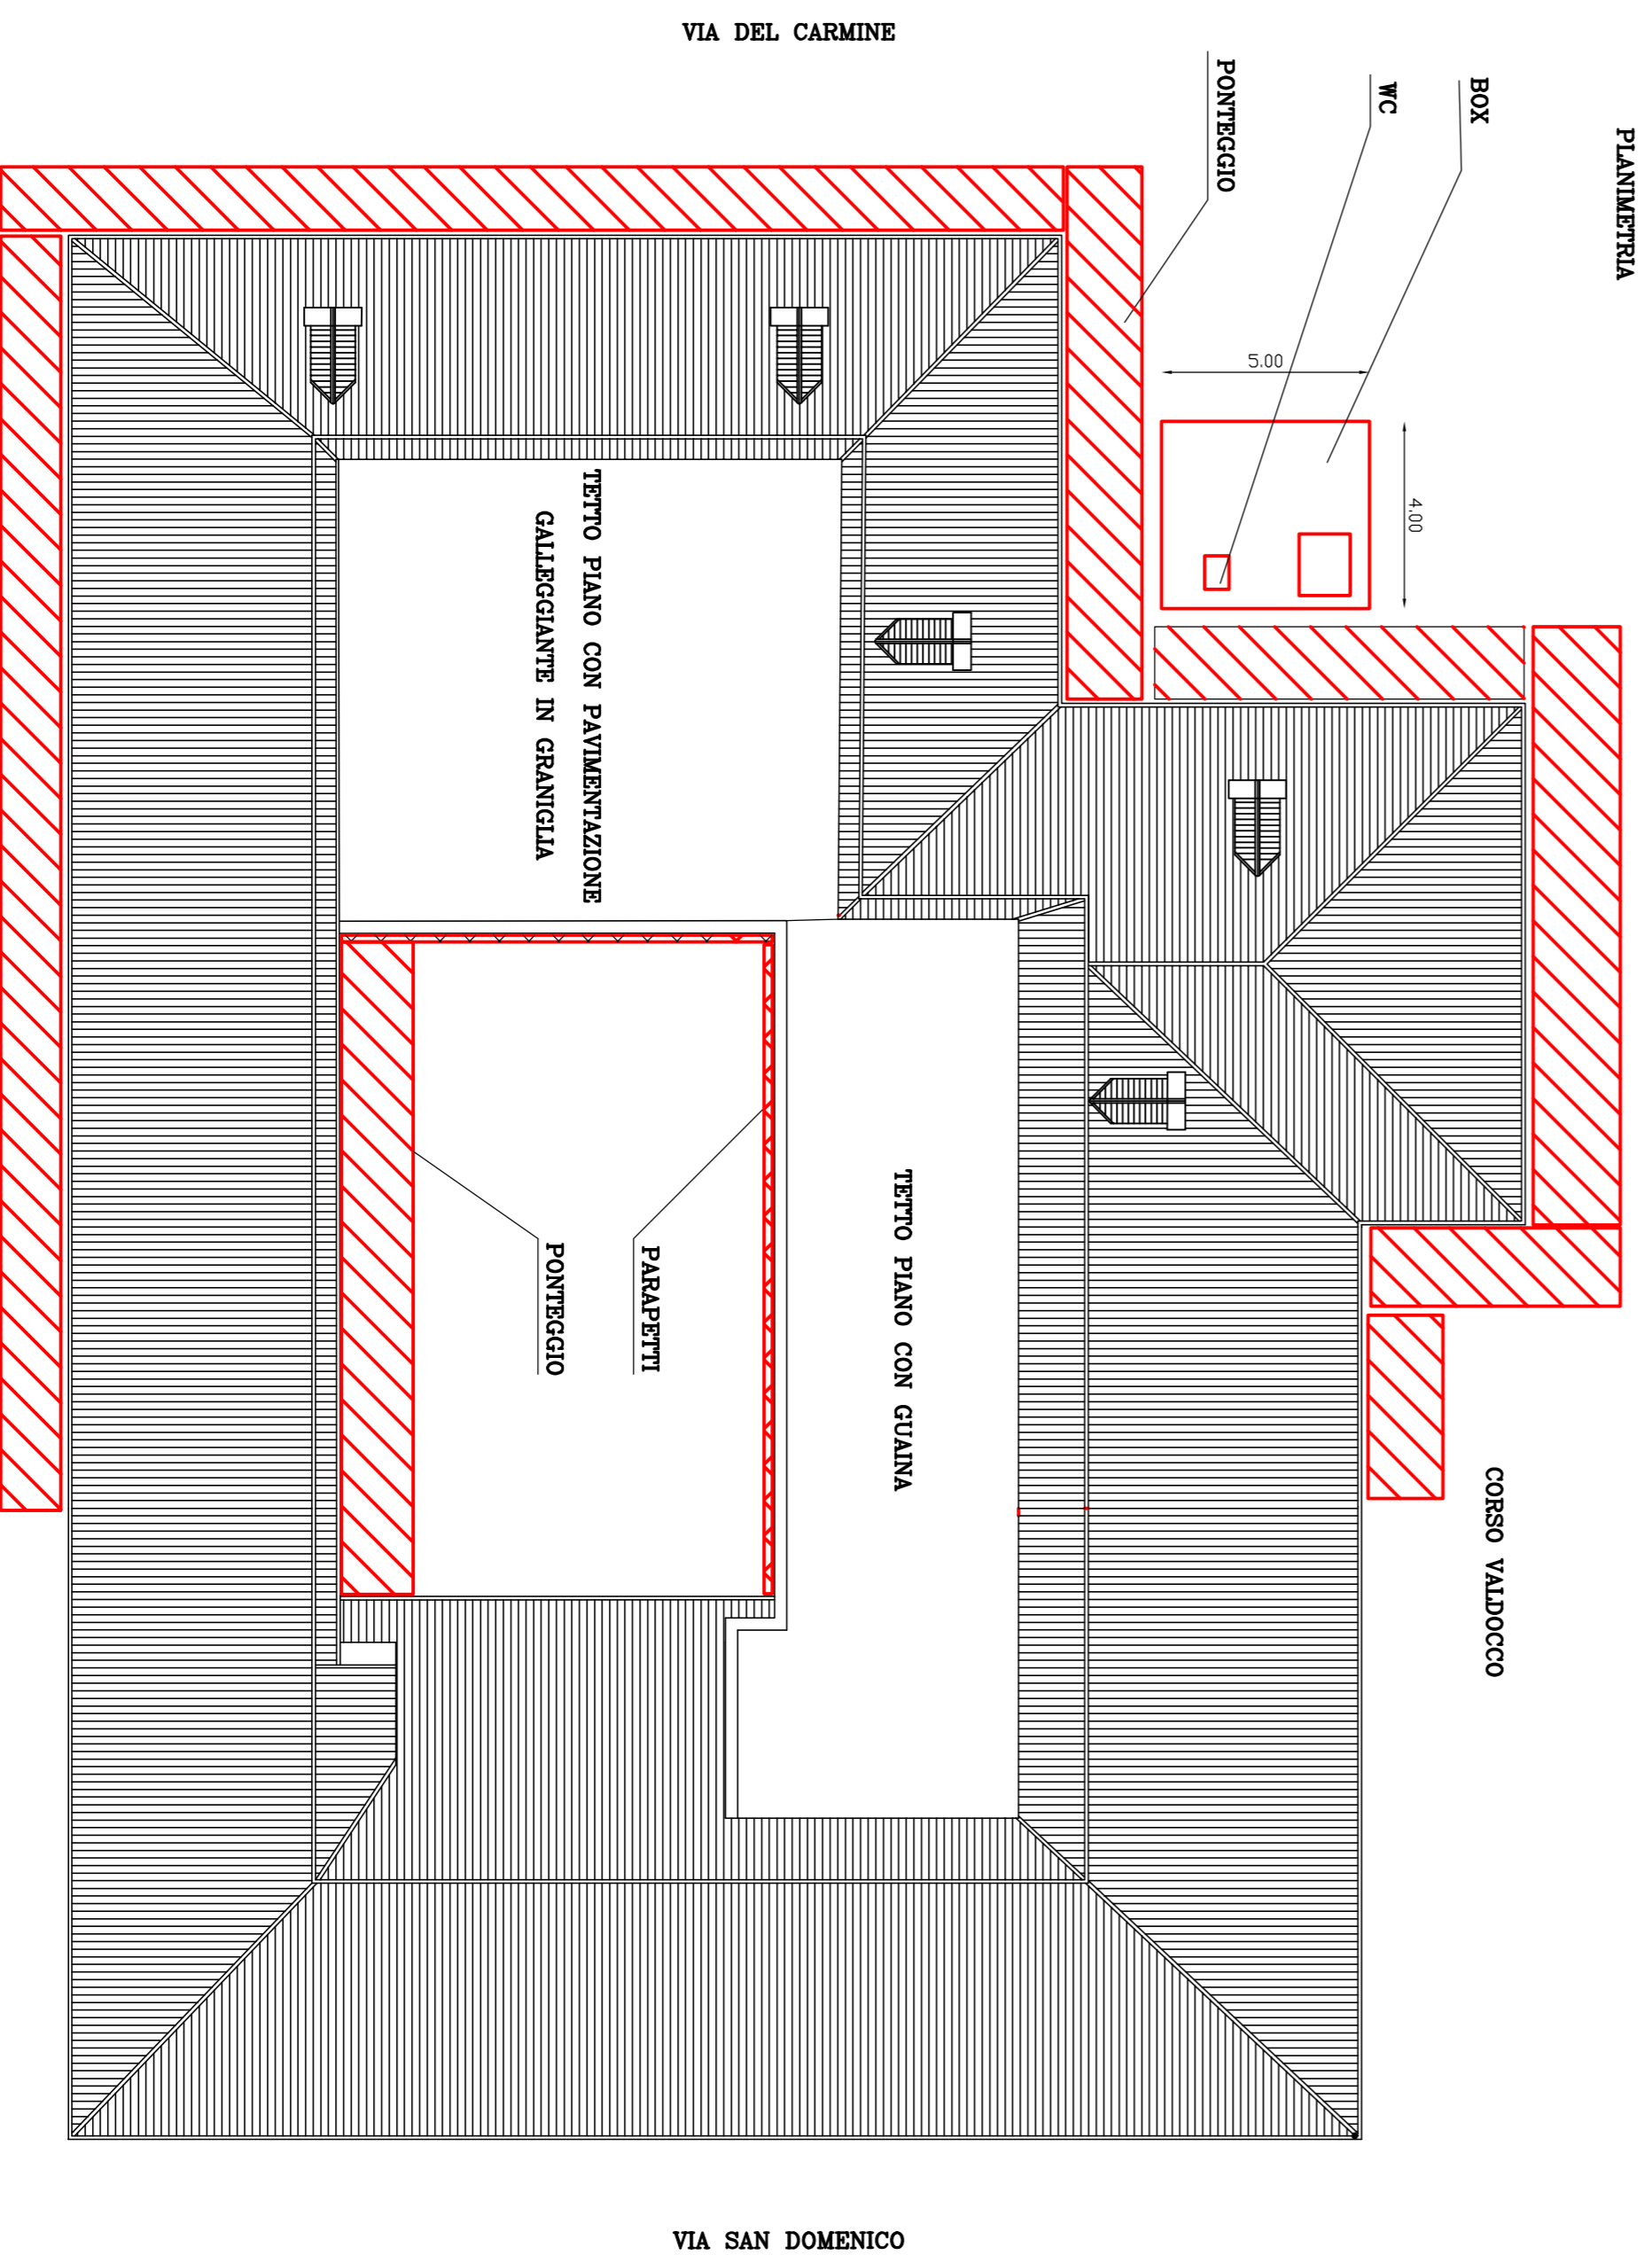 PLANIMETRIA
VIA DEL CARMINE
BOX
WC
PONTEGGIO
5.00
4.00
TETTO PIANO CON PAVIMENTAZIONE
GALLEGGIANTE IN GRANIGLIA
TETTO PIANO CON GUAINA
PARAPETTI
PONTEGGIO
CORSO VALDOCCO
VIA SAN DOMENICO